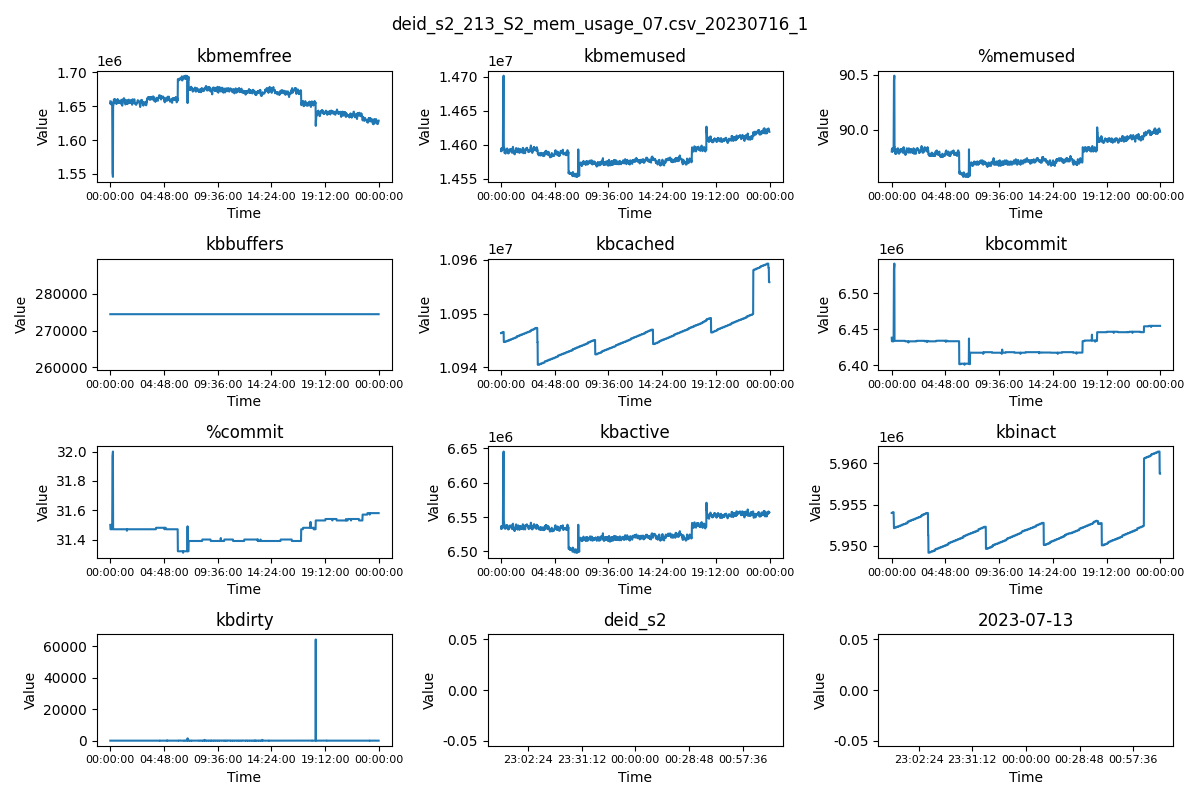 deid_s2_213_S2_mem_usage_07.csv_20230716_1
kbmemfree kbmemused %memused
1e6 1e7
1.70 1.65 1.60 1.55
1.470 1.465 1.460 1.455
90.5 90.0
Value Value Value
00:00:00 04:48:00 09:36:00 14:24:00 19:12:00 00:00:00
00:00:00 04:48:00 09:36:00 14:24:00 19:12:00 00:00:00
00:00:00 04:48:00 09:36:00 14:24:00 19:12:00 00:00:00
Time Time Time
kbbuffers kbcached kbcommit
1e7 1e6
280000 270000 260000
1.096 1.095 1.094
6.50 6.45 6.40
Value Value Value
00:00:00 04:48:00 09:36:00 14:24:00 19:12:00 00:00:00
00:00:00 04:48:00 09:36:00 14:24:00 19:12:00 00:00:00
00:00:00 04:48:00 09:36:00 14:24:00 19:12:00 00:00:00
Time Time Time
%commit kbactive kbinact
1e6 1e6
32.0 31.8 31.6 31.4
6.65 6.60 6.55 6.50
5.960 5.955 5.950
Value Value Value
00:00:00 04:48:00 09:36:00 14:24:00 19:12:00 00:00:00
00:00:00 04:48:00 09:36:00 14:24:00 19:12:00 00:00:00
00:00:00 04:48:00 09:36:00 14:24:00 19:12:00 00:00:00
Time Time Time
kbdirty deid_s2 2023-07-13
60000 40000 20000 0
0.05 0.00 -0.05
0.05 0.00 -0.05
Value Value Value
00:00:00 04:48:00 09:36:00 14:24:00 19:12:00 00:00:00
23:02:24 23:31:12 00:00:00 00:28:48 00:57:36
23:02:24 23:31:12 00:00:00 00:28:48 00:57:36
Time Time Time